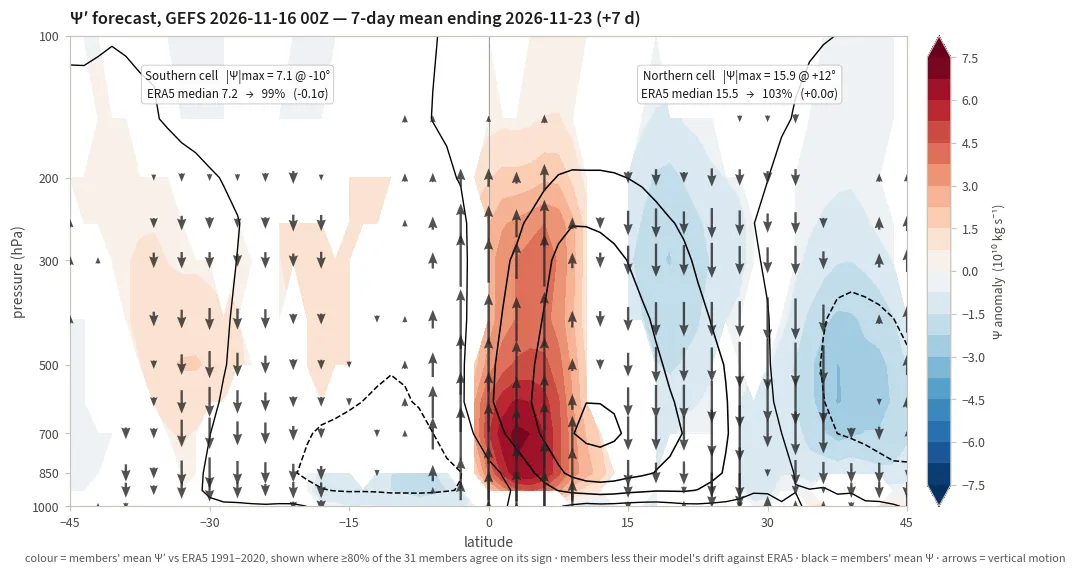 Ψ′ forecast, GEFS 2026-11-16 00Z — 7-day mean ending 2026-11-23 (+7 d)
Southern cell |Ψ|max = 7.1 @ -10°
ERA5 median 7.2 → 99% (-0.1σ)
Northern cell |Ψ|max = 15.9 @ +12°
ERA5 median 15.5 → 103% (+0.0σ)
100
200
300
500
700
850
1000
pressure (hPa)
−45
−30
−15
0
15
30
45
latitude
7.5
6.0
4.5
3.0
1.5
0.0
−1.5
−3.0
−4.5
−6.0
−7.5
Ψ anomaly (10¹⁰ kg s⁻¹)
colour = members' mean Ψ′ vs ERA5 1991–2020, shown where ≥80% of the 31 members agree on its sign · members less their model's drift against ERA5 · black = members' mean Ψ · arrows = vertical motion